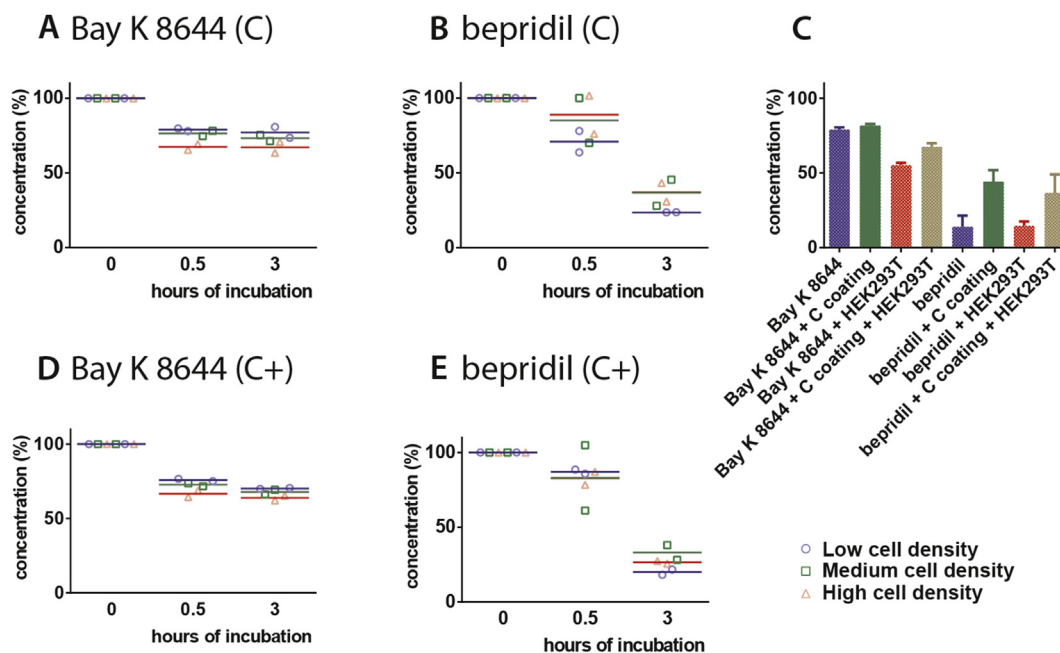 A Bay K 8644 (C)
concentration (%)
100
50
0
0 0.5 3
hours of incubation
B bepridil (C)
concentration (%)
100
50
0
0 0.5 3
hours of incubation
C
concentration (%)
100
50
0
Bay K 8644
Bay K 8644 + C coating
Bay K 8644 + HEK293T
Bay K 8644 + C coating + HEK293T
bepridil
bepridil + C coating
bepridil + HEK293T
bepridil + C coating + HEK293T
D Bay K 8644 (C+)
concentration (%)
100
50
0
0 0.5 3
hours of incubation
E bepridil (C+)
concentration (%)
100
50
0
0 0.5 3
hours of incubation
Low cell density
Medium cell density
High cell density